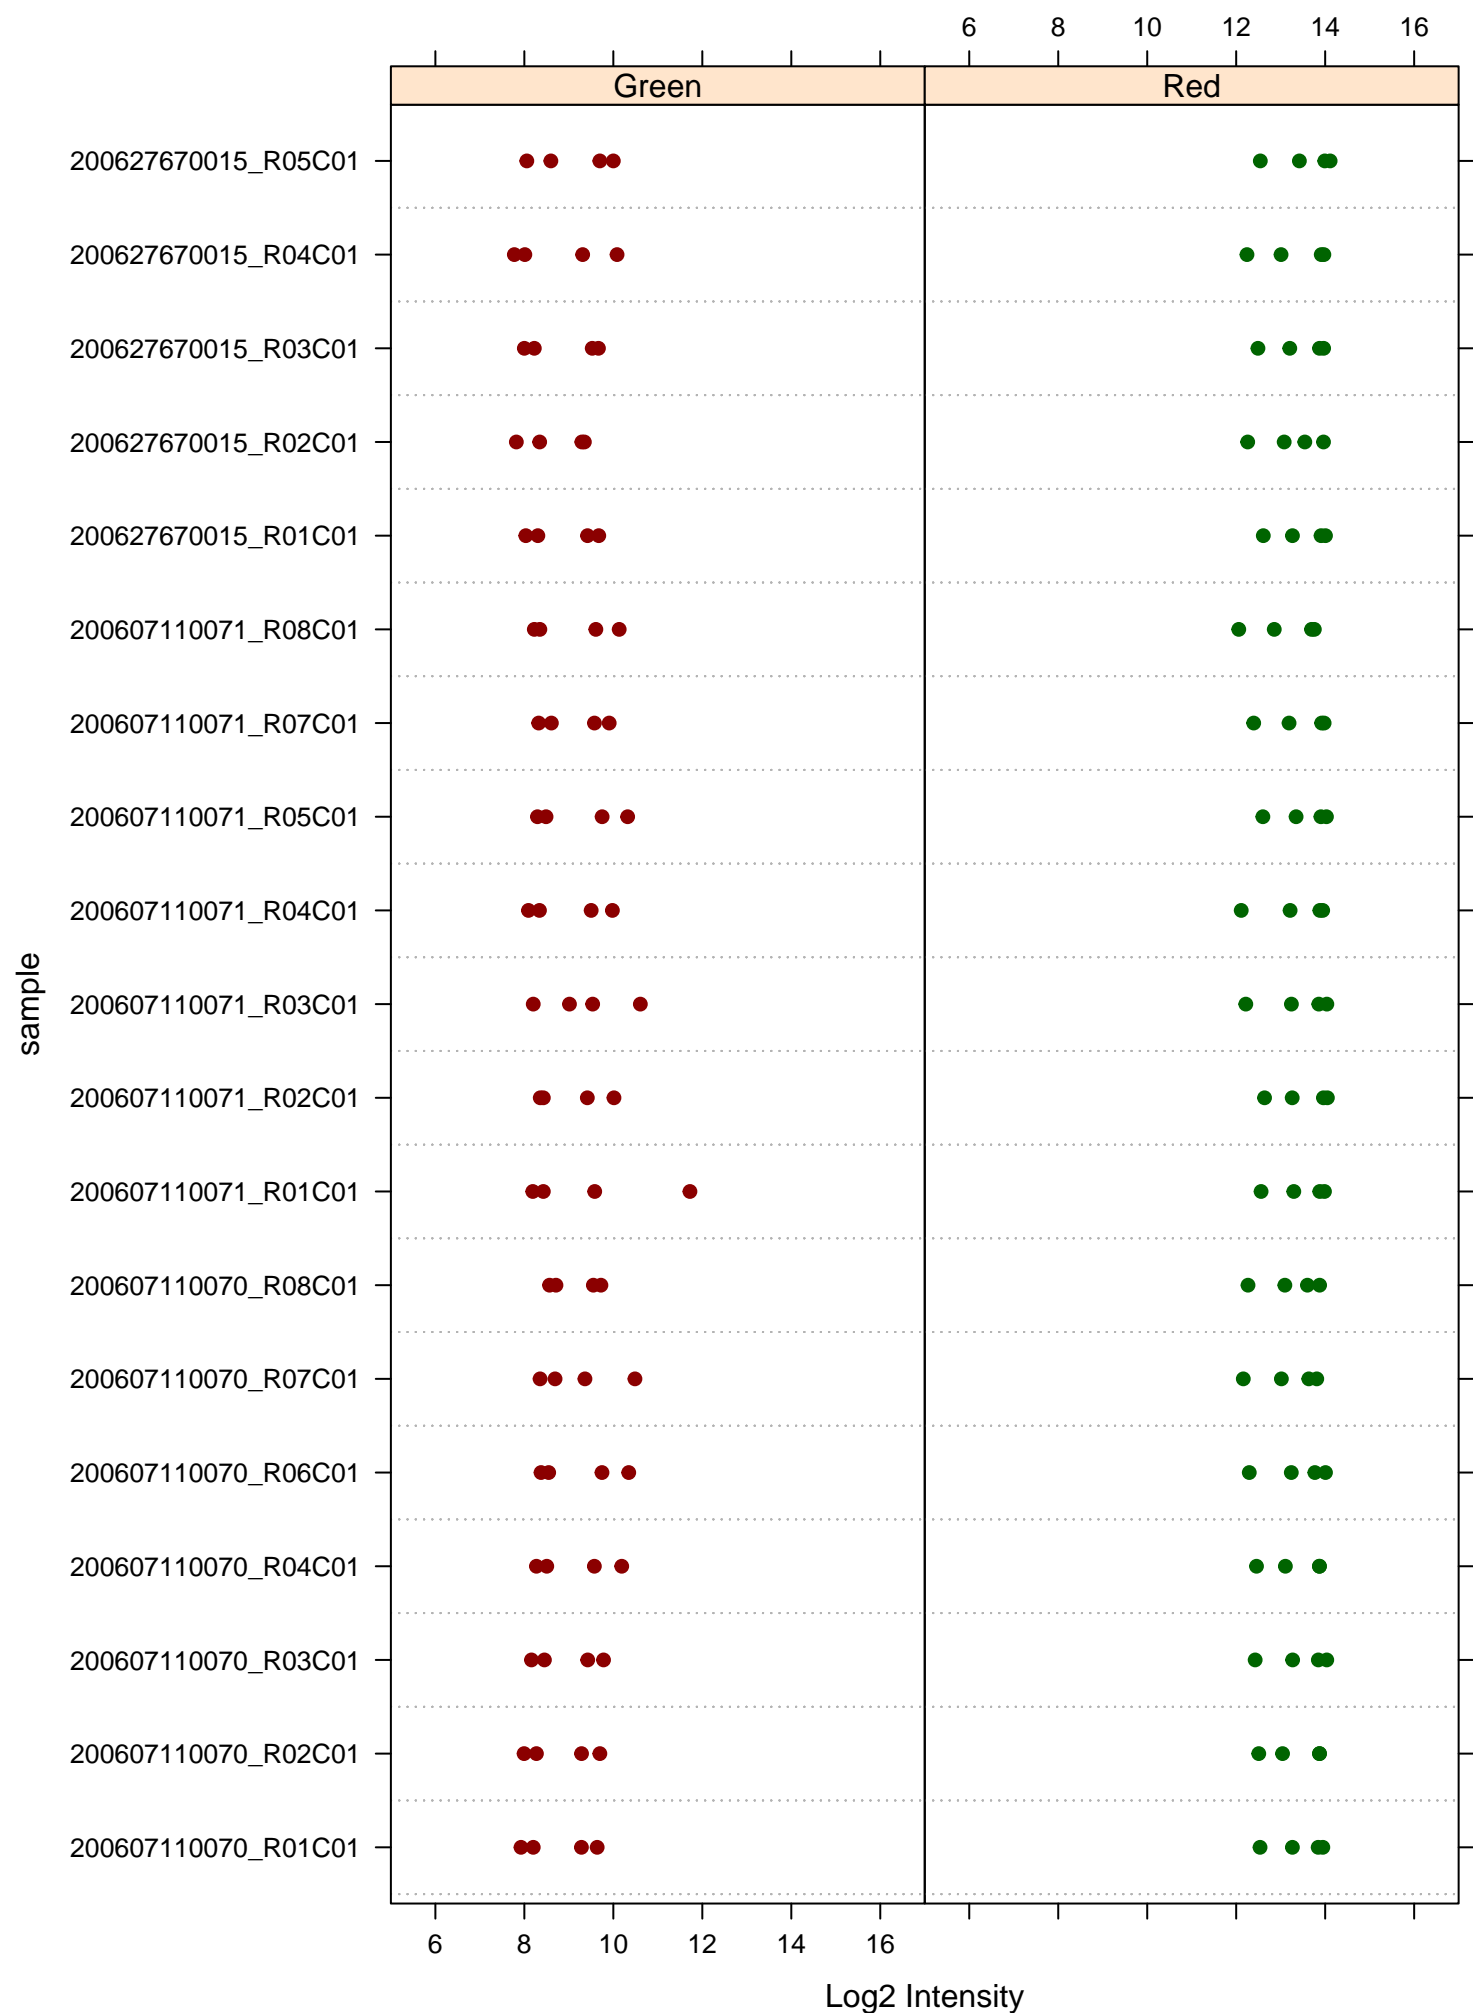 6 8 10 12 14 16
Green Red
200627670015_R05C01
200627670015_R04C01
200627670015_R03C01
200627670015_R02C01
200627670015_R01C01
200607110071_R08C01
200607110071_R07C01
200607110071_R05C01
200607110071_R04C01
200607110071_R03C01
200607110071_R02C01
200607110071_R01C01
200607110070_R08C01
200607110070_R07C01
200607110070_R06C01
200607110070_R04C01
200607110070_R03C01
200607110070_R02C01
200607110070_R01C01
sample
6 8 10 12 14 16
Log2 Intensity